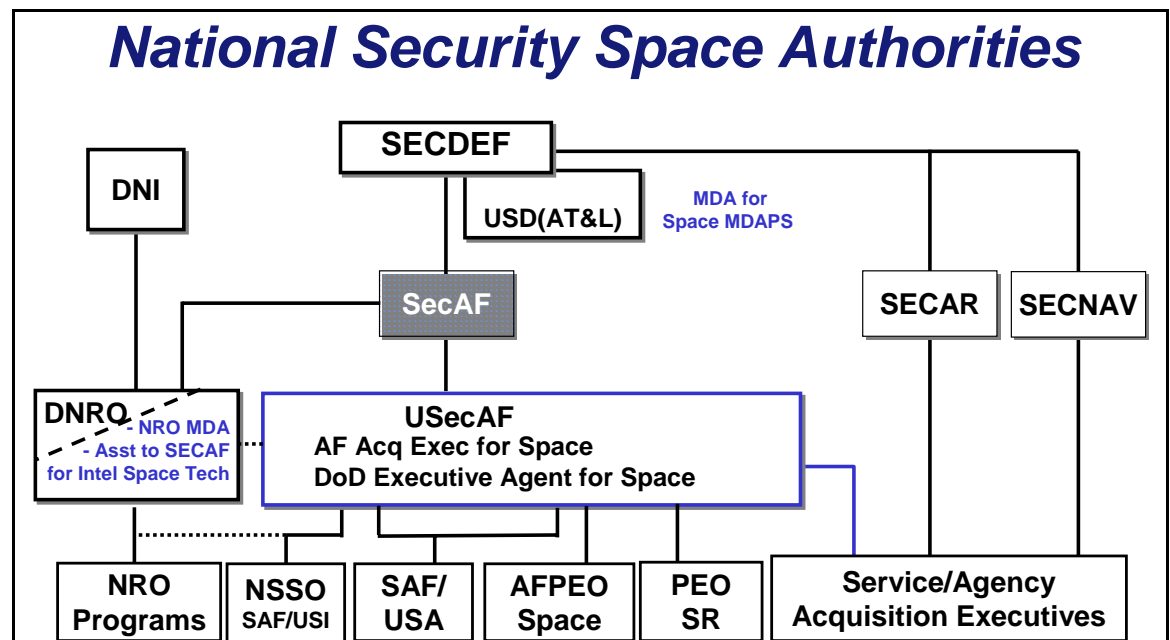 National Security Space Authorities
SECDEF
DNI
USD(AT&L)
MDA for
Space MDAPS
SecAF
SECAR
SECNAV
DNRO
- NRO MDA
- Asst to SECAF
for Intel Space Tech
USecAF
AF Acq Exec for Space
DoD Executive Agent for Space
NRO
Programs
NSSO
SAF/USI
SAF/
USA
AFPEO
Space
PEO
SR
Service/Agency
Acquisition Executives